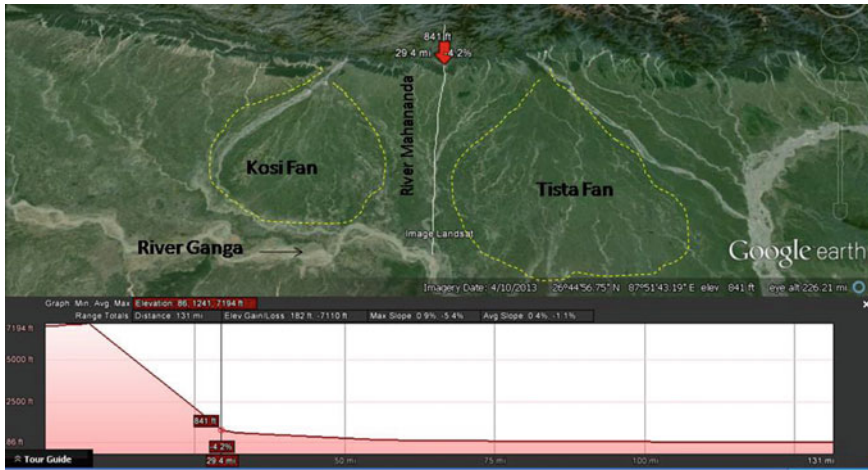 841 ft
29.4 mi -4.2%
River Mahananda
Kosi Fan
Tista Fan
River Ganga
Image Landsat
Google earth
Imagery Date: 4/10/2013 26°44'56.75" N 87°51'43.19" E elev 841 ft eye alt 226.21 mi
Graph: Min, Avg, Max Elevation: 86, 1241, 7194 ft
Range Totals: Distance: 131 mi Elev Gain/Loss: 182 ft, -7110 ft Max Slope: 0.9%, -5.4% Avg Slope: 0.4%, -1.1%
7194 ft
5000 ft
2500 ft
841 ft
86 ft
-4.2%
Tour Guide
29.4 mi
50 mi
75 mi
100 mi
131 mi